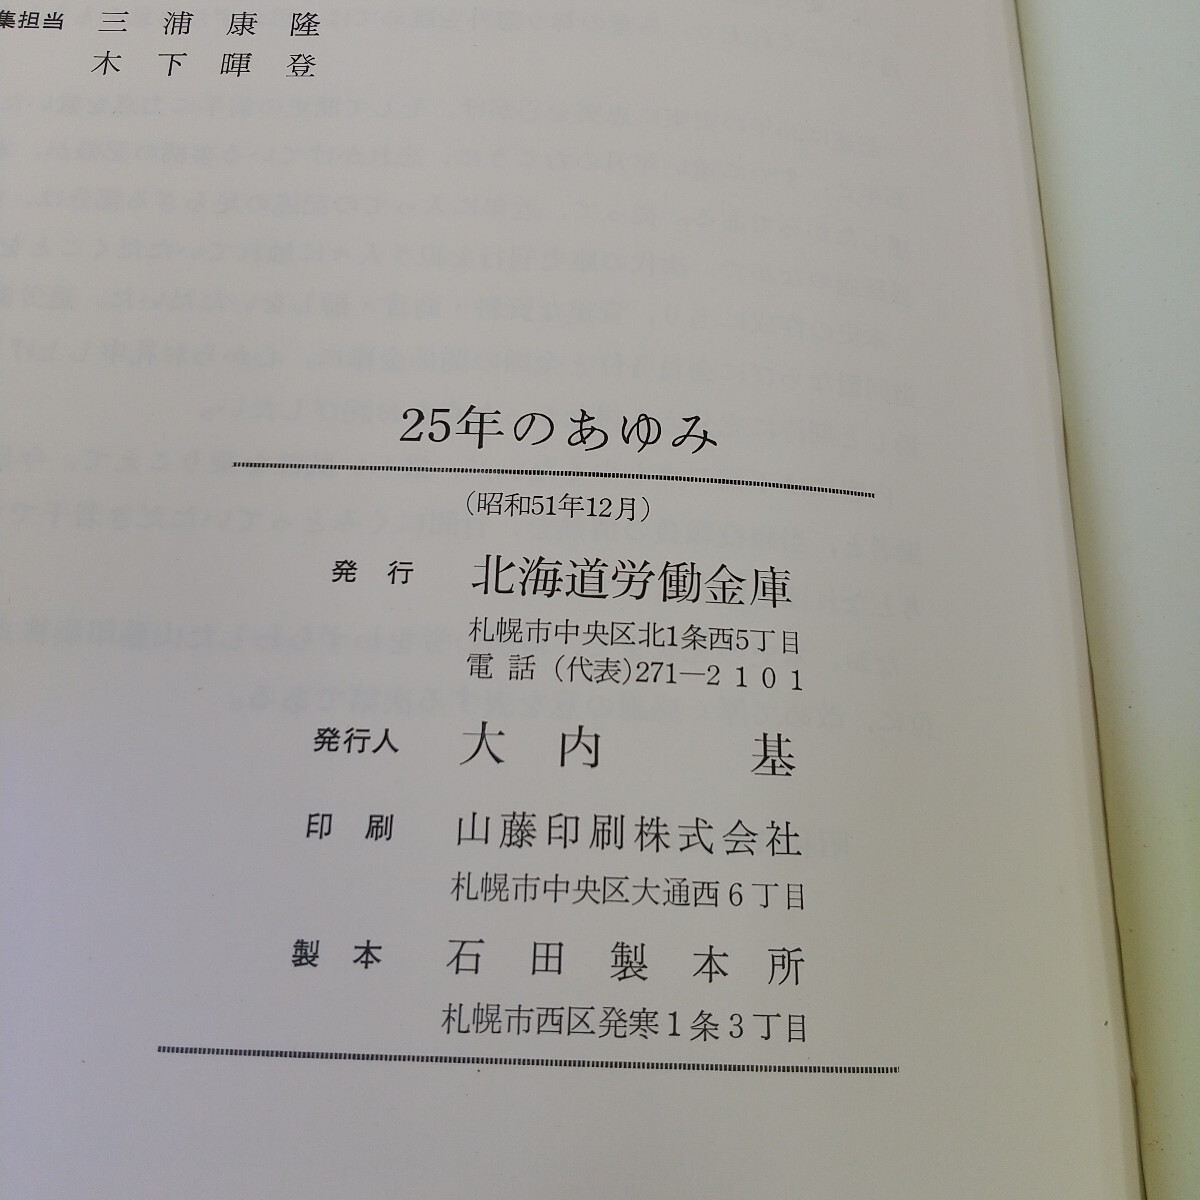 集担当 三浦康隆
木下暉登
25年のあゆみ
(昭和51年12月)
発行 北海道労働金庫
札幌市中央区北1条西5丁目
電話 (代表)271—2101
発行人 大内 基
印刷 山藤印刷株式会社
札幌市中央区大通西6丁目
製本 石田製本所
札幌市西区発寒1条3丁目